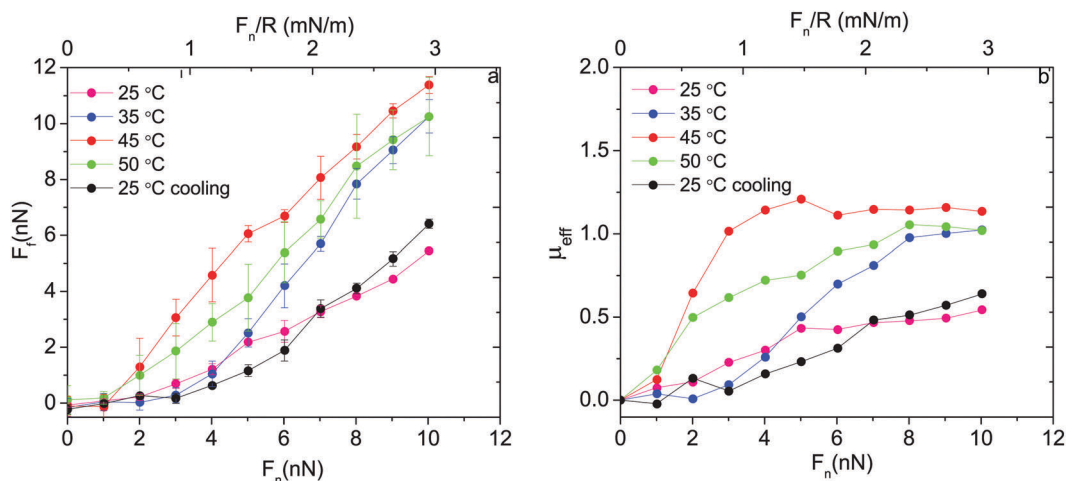 F_n/R (mN/m)
0 1 2 3
12
10
8
6
4
2
0
F_f(nN)
a
25 °C
35 °C
45 °C
50 °C
25 °C cooling
0 2 4 6 8 10 12
F_n(nN)
F_n/R (mN/m)
0 1 2 3
2.0
1.5
1.0
0.5
0.0
μ_eff
b
25 °C
35 °C
45 °C
50 °C
25 °C cooling
0 2 4 6 8 10 12
F_n(nN)